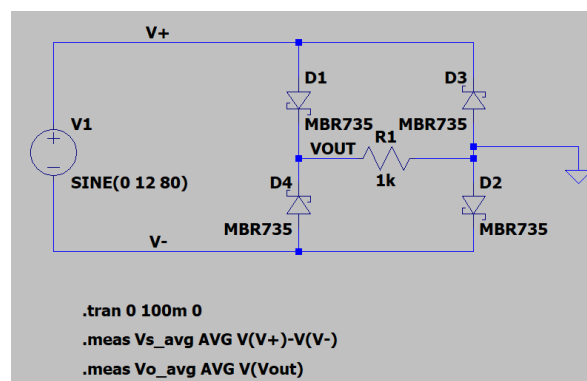 V+
D1
D3
V1
MBR735
MBR735
R1
VOUT
SINE(0 12 80)
D4
1k
D2
MBR735
MBR735
V-
.tran 0 100m 0
.meas Vs_avg AVG V(V+)-V(V-)
.meas Vo_avg AVG V(Vout)